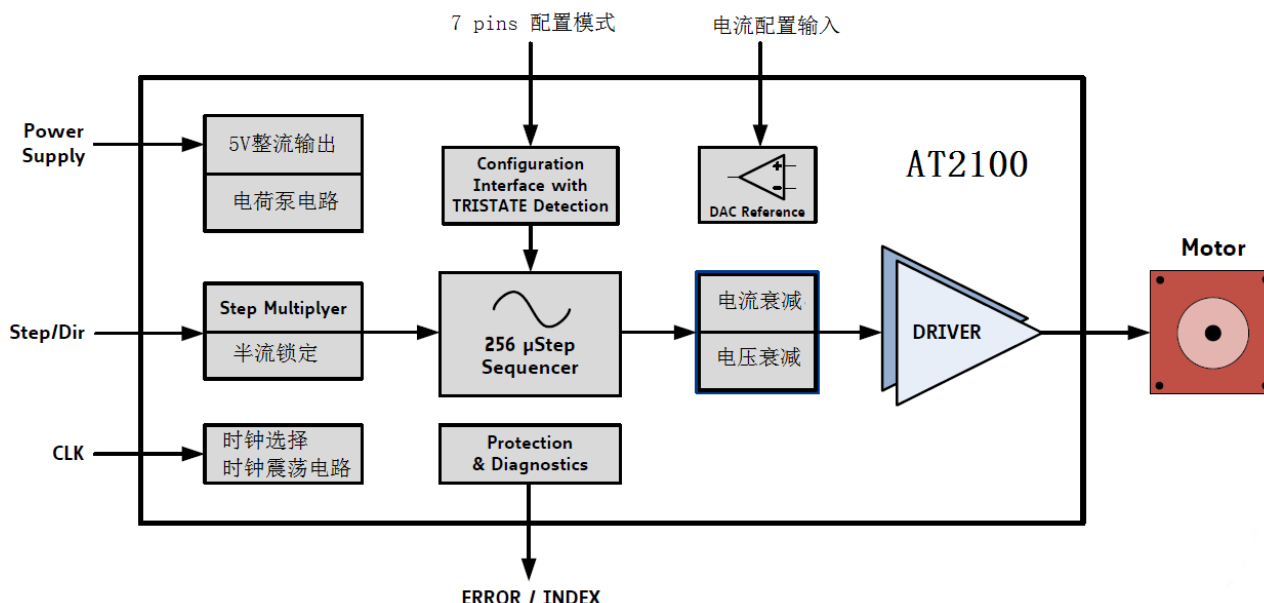 7 pins 配置模式
电流配置输入
Power
Supply
5V整流输出
电荷泵电路
Configuration
Interface with
TRISTATE Detection
DAC Reference
AT2100
Motor
Step/Dir
Step Multiplyer
半流锁定
256 µStep
Sequencer
电流衰减
电压衰减
DRIVER
CLK
时钟选择
时钟震荡电路
Protection
& Diagnostics
ERROR / INDEX